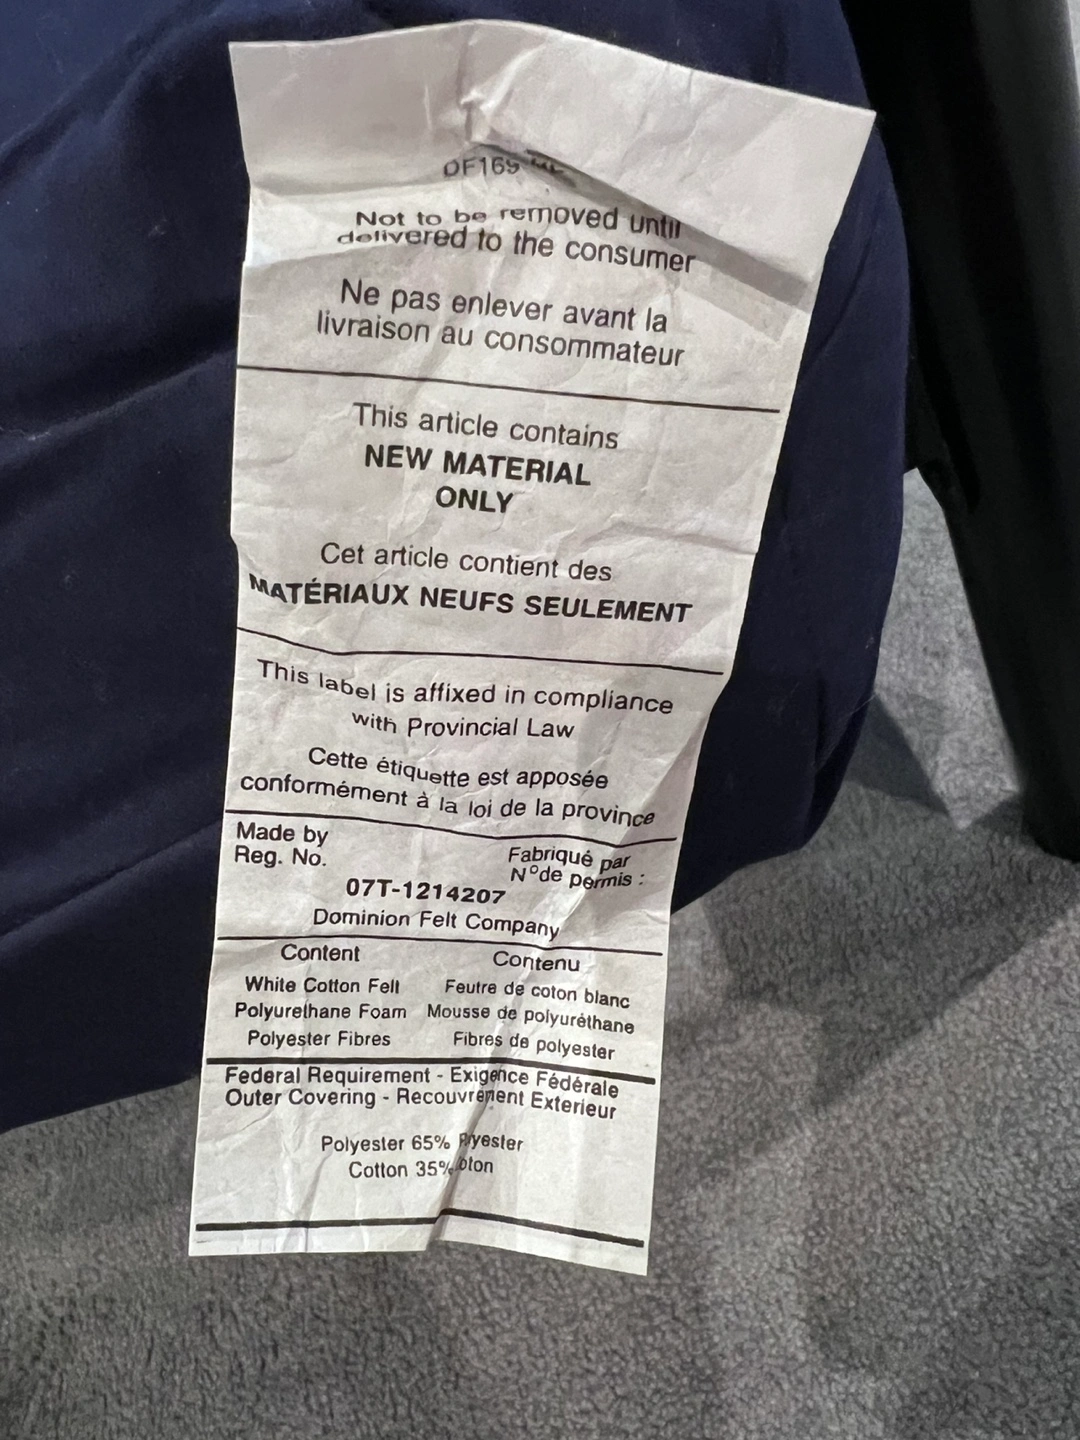 DF169
Not to be removed until
delivered to the consumer
Ne pas enlever avant la
livraison au consommateur
This article contains
NEW MATERIAL
ONLY
Cet article contient des
MATÉRIAUX NEUFS SEULEMENT
This label is affixed in compliance
with Provincial Law
Cette étiquette est apposée
conformément à la loi de la province
Made by
Reg. No.
Fabriqué par
N° de permis :
07T-1214207
Dominion Felt Company
Content Contenu
White Cotton Felt Feutre de coton blanc
Polyurethane Foam Mousse de polyuréthane
Polyester Fibres Fibres de polyester
Federal Requirement - Exigence Fédérale
Outer Covering - Recouvrement Exterieur
Polyester 65%
Cotton 35%